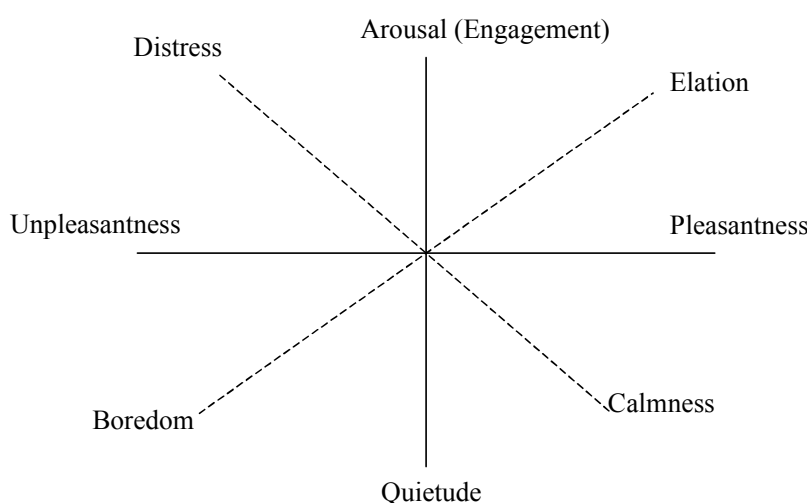 Arousal (Engagement)
Distress
Elation
Unpleasantness
Pleasantness
Boredom
Calmness
Quietude